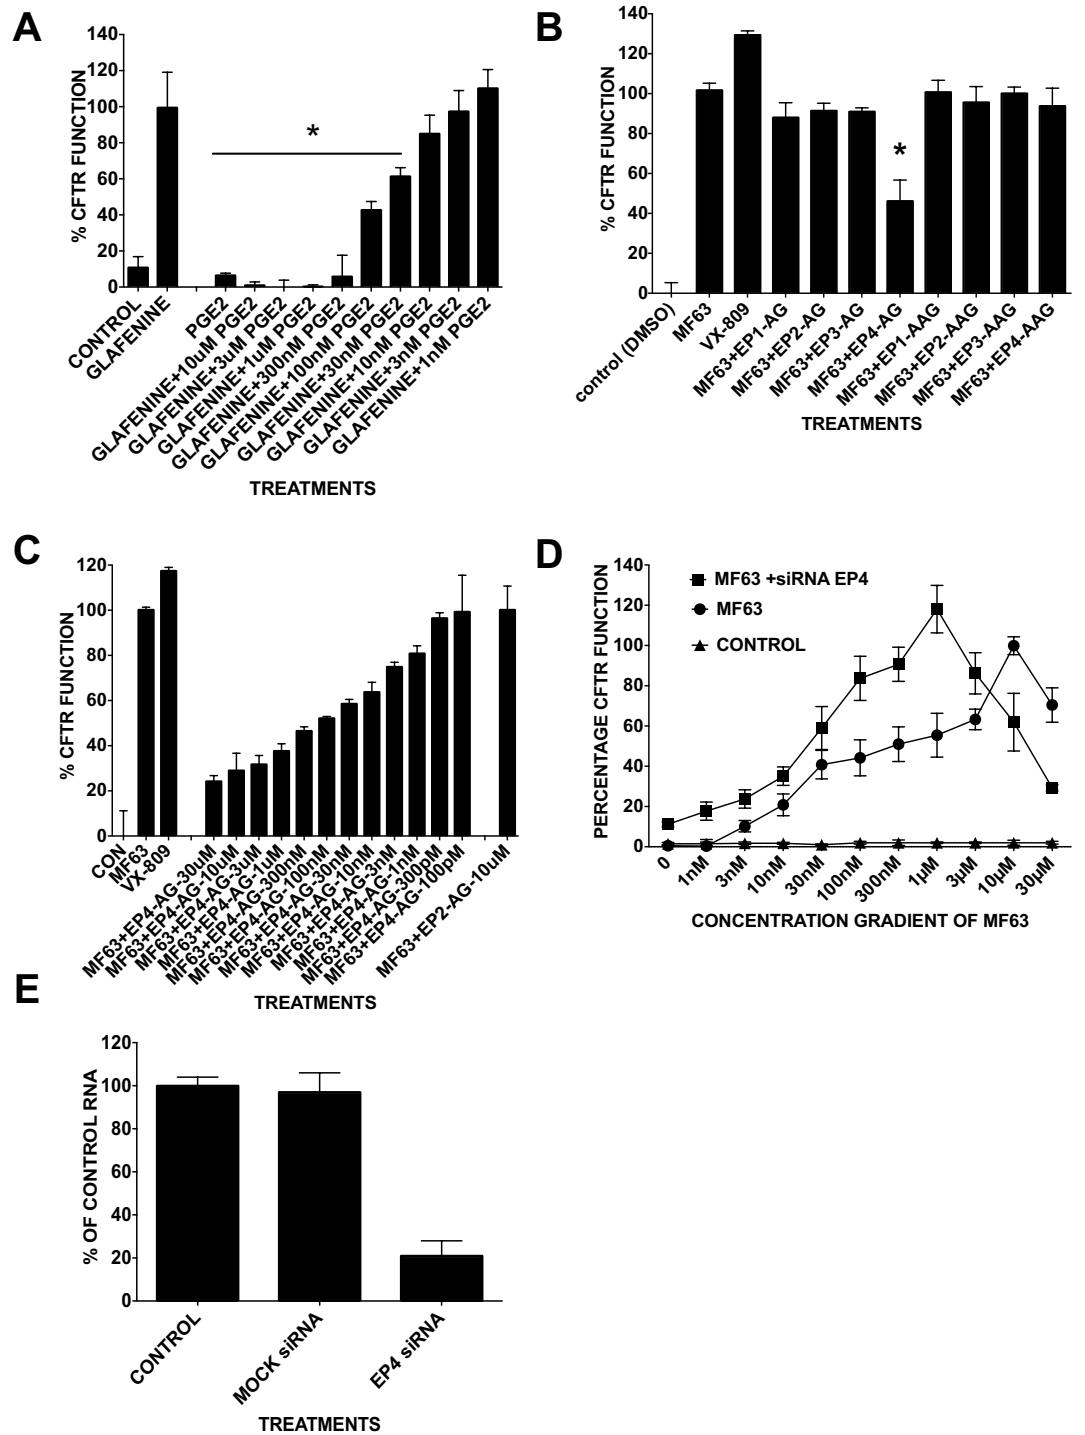 A
% CFTR FUNCTION
140
120
100
80
60
40
20
0
*
CONTROL
GLAFENINE
PGE2
GLAFENINE+10uM PGE2
GLAFENINE+3uM PGE2
GLAFENINE+1uM PGE2
GLAFENINE+300nM PGE2
GLAFENINE+100nM PGE2
GLAFENINE+30nM PGE2
GLAFENINE+10nM PGE2
GLAFENINE+3nM PGE2
GLAFENINE+1nM PGE2
TREATMENTS
B
% CFTR FUNCTION
140
120
100
80
60
40
20
0
*
control (DMSO)
MF63
VX-809
MF63+EP1-AG
MF63+EP2-AG
MF63+EP3-AG
MF63+EP4-AG
MF63+EP1-AAG
MF63+EP2-AAG
MF63+EP3-AAG
MF63+EP4-AAG
TREATMENTS
C
% CFTR FUNCTION
120
100
80
60
40
20
0
CON
MF63
VX-809
MF63+EP4-AG-30uM
MF63+EP4-AG-10uM
MF63+EP4-AG-3uM
MF63+EP4-AG-1uM
MF63+EP4-AG-300nM
MF63+EP4-AG-100nM
MF63+EP4-AG-30nM
MF63+EP4-AG-10nM
MF63+EP4-AG-3nM
MF63+EP4-AG-1nM
MF63+EP4-AG-300pM
MF63+EP4-AG-100pM
MF63+EP2-AG-10uM
TREATMENTS
D
PERCENTAGE CFTR FUNCTION
140
120
100
80
60
40
20
0
MF63 +siRNA EP4
MF63
CONTROL
0
1nM
3nM
10nM
30nM
100nM
300nM
1µM
3µM
10µM
30µM
CONCENTRATION GRADIENT OF MF63
E
% OF CONTROL RNA
120
100
80
60
40
20
0
CONTROL
MOCK siRNA
EP4 siRNA
TREATMENTS